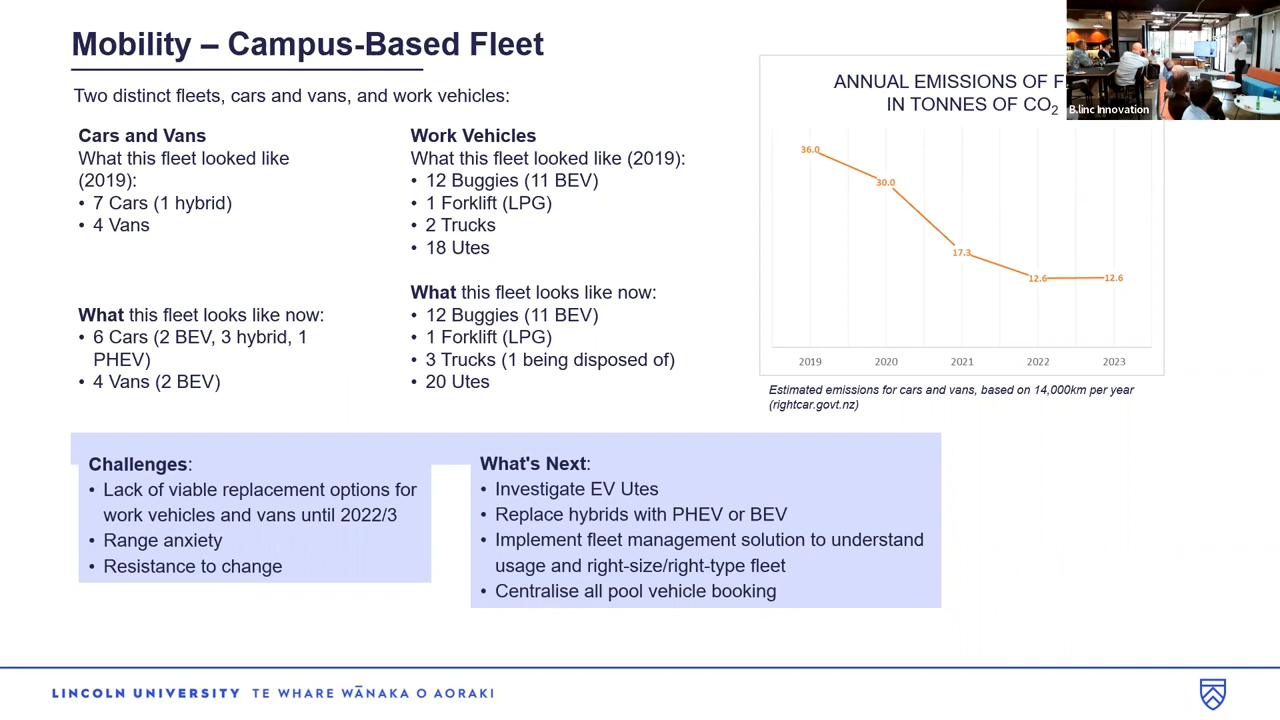 Mobility – Campus-Based Fleet
Two distinct fleets, cars and vans, and work vehicles:
Cars and Vans
What this fleet looked like
(2019):
• 7 Cars (1 hybrid)
• 4 Vans
What this fleet looks like now:
• 6 Cars (2 BEV, 3 hybrid, 1
PHEV)
• 4 Vans (2 BEV)
Work Vehicles
What this fleet looked like (2019):
• 12 Buggies (11 BEV)
• 1 Forklift (LPG)
• 2 Trucks
• 18 Utes
What this fleet looks like now:
• 12 Buggies (11 BEV)
• 1 Forklift (LPG)
• 3 Trucks (1 being disposed of)
• 20 Utes
ANNUAL EMISSIONS OF
IN TONNES OF CO2
B.linc Innovation
36.0
30.0
17.3
12.6
12.6
2019 2020 2021 2022 2023
Estimated emissions for cars and vans, based on 14,000km per year
(rightcar.govt.nz)
Challenges:
• Lack of viable replacement options for
work vehicles and vans until 2022/3
• Range anxiety
• Resistance to change
What's Next:
• Investigate EV Utes
• Replace hybrids with PHEV or BEV
• Implement fleet management solution to understand
usage and right-size/right-type fleet
• Centralise all pool vehicle booking
LINCOLN UNIVERSITY TE WHARE WĀNAKA O AORAKI